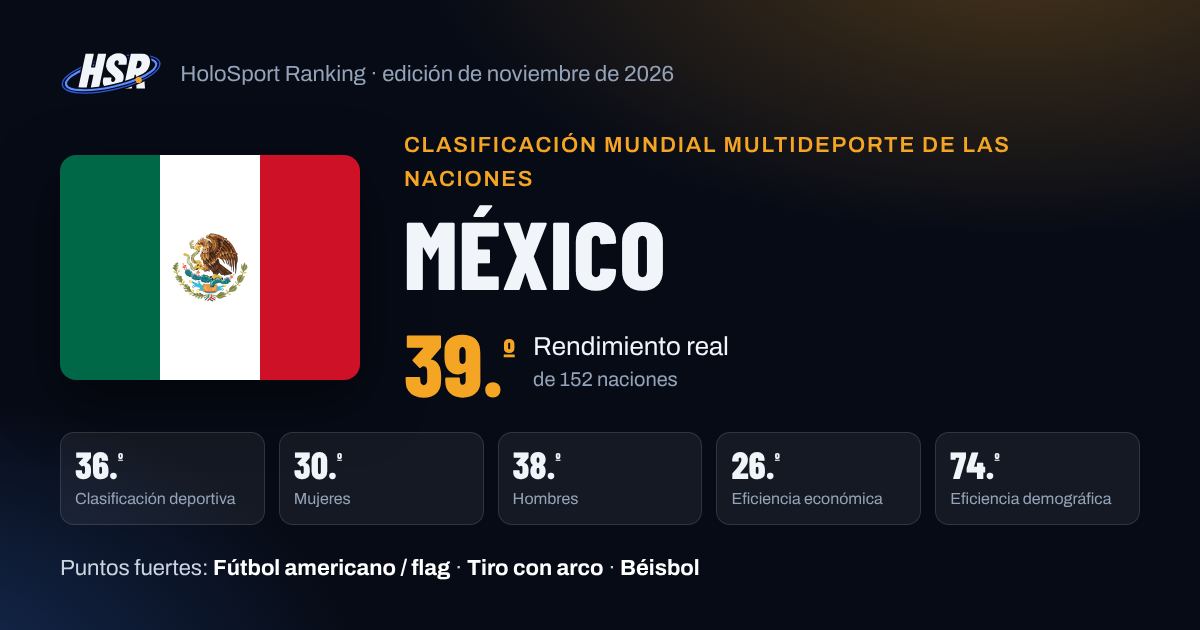 HSR
HoloSport Ranking · edición de noviembre de 2026
CLASIFICACIÓN MUNDIAL MULTIDEPORTE DE LAS
NACIONES
MÉXICO
39.º
Rendimiento real
de 152 naciones
36.º
Clasificación deportiva
30.º
Mujeres
38.º
Hombres
26.º
Eficiencia económica
74.º
Eficiencia demográfica
Puntos fuertes: Fútbol americano / flag · Tiro con arco · Béisbol